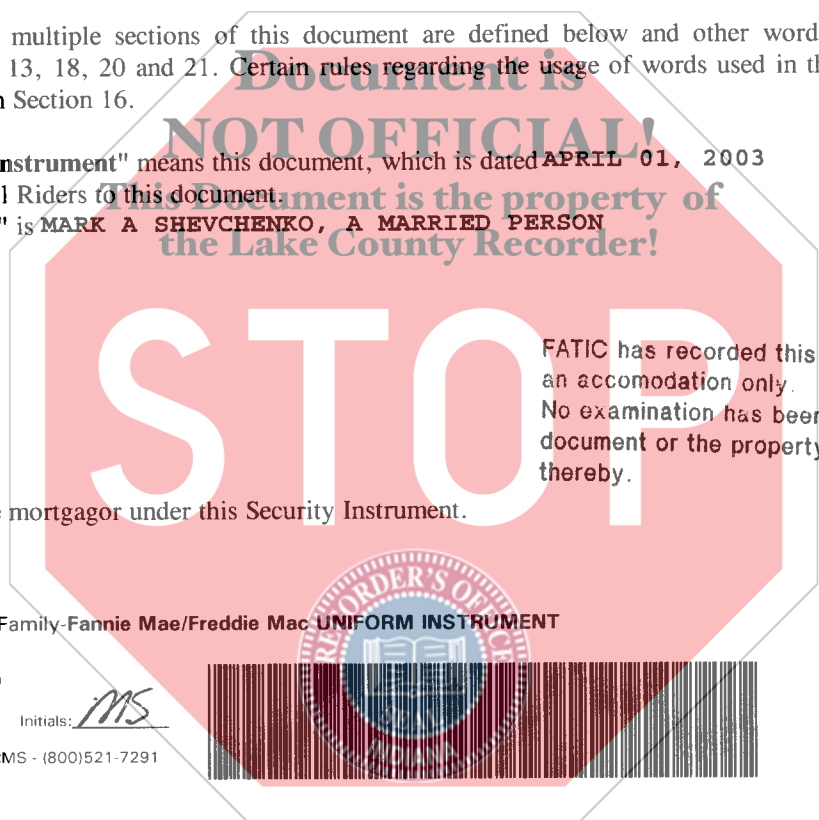 multiple sections of this document are defined below and other word
13, 18, 20 and 21. Certain rules regarding the usage of words used in th
n Section 16.
Document is
NOT OFFICIAL!
nstrument" means this document, which is dated APRIL 01, 2003
l Riders to this document.
This Document is the property of
" is MARK A SHEVCHENKO, A MARRIED PERSON
the Lake County Recorder!
STOP
FATIC has recorded this
an accomodation only.
No examination has been
document or the property
thereby.
e mortgagor under this Security Instrument.
RECORDER'S OFFICE
Family-Fannie Mae/Freddie Mac UNIFORM INSTRUMENT
SEAL
Initials: MS
INDIANA
MS - (800)521-7291